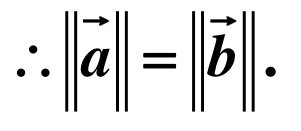 ∴ ‖a⃗‖ = ‖b⃗‖.